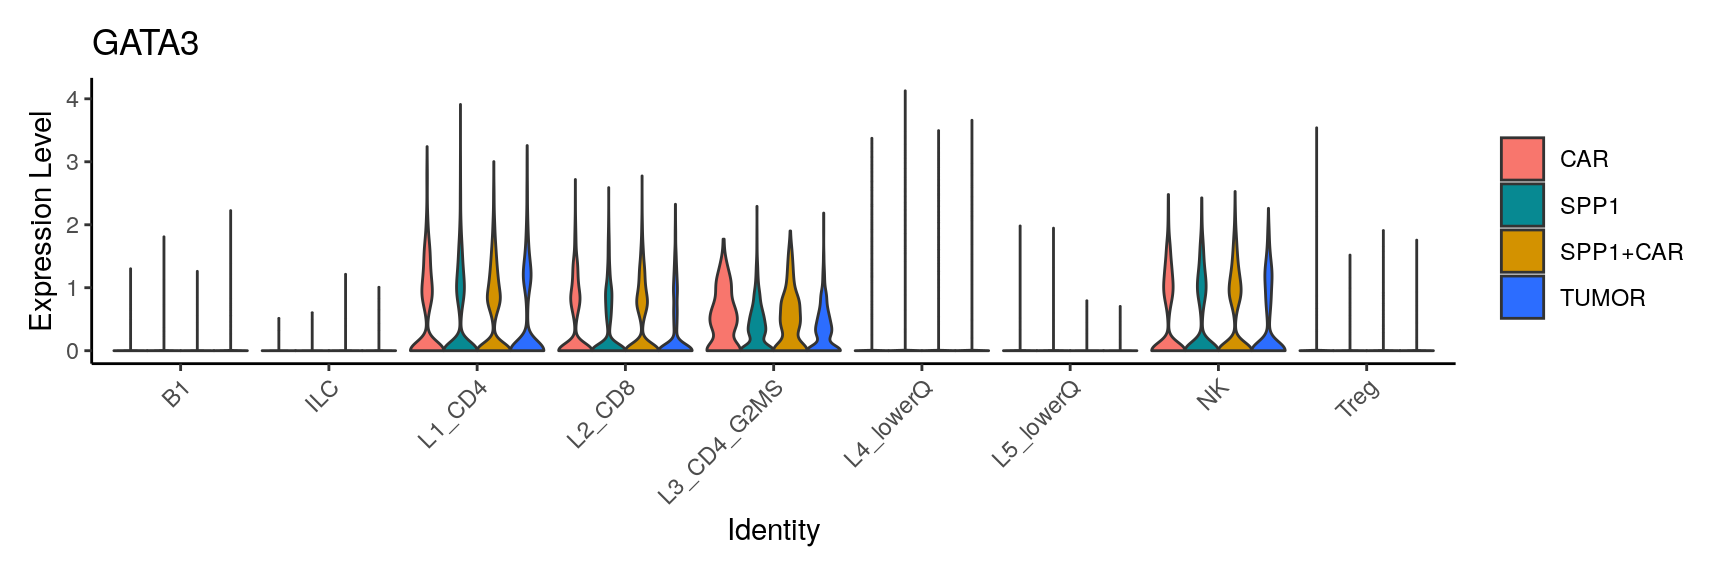 GATA3
Expression Level
4
3
2
1
0
B1
ILC
L1_CD4
L2_CD8
L3_CD4_G2MS
L4_lowerQ
L5_lowerQ
NK
Treg
Identity
CAR
SPP1
SPP1+CAR
TUMOR